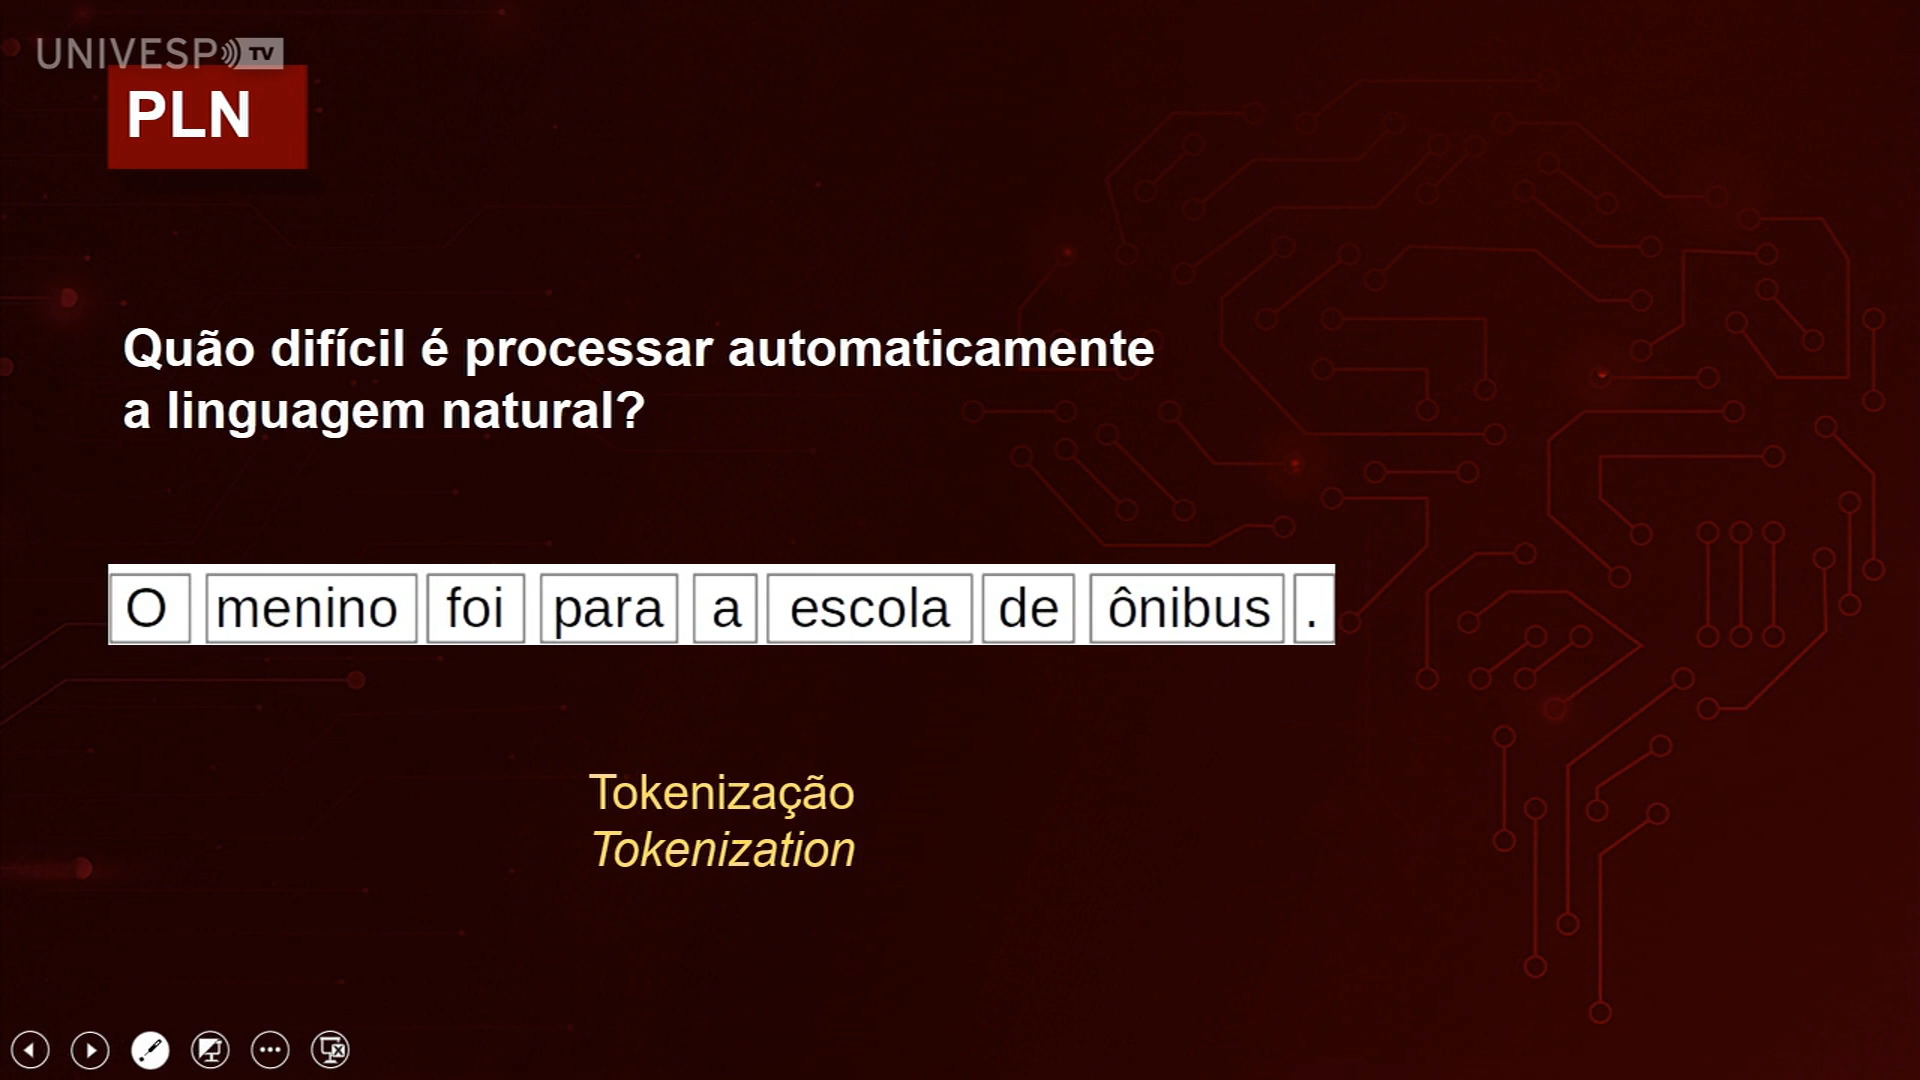 UNIVESP TV
PLN
Quão difícil é processar automaticamente
a linguagem natural?
O menino foi para a escola de ônibus .
Tokenização
Tokenization